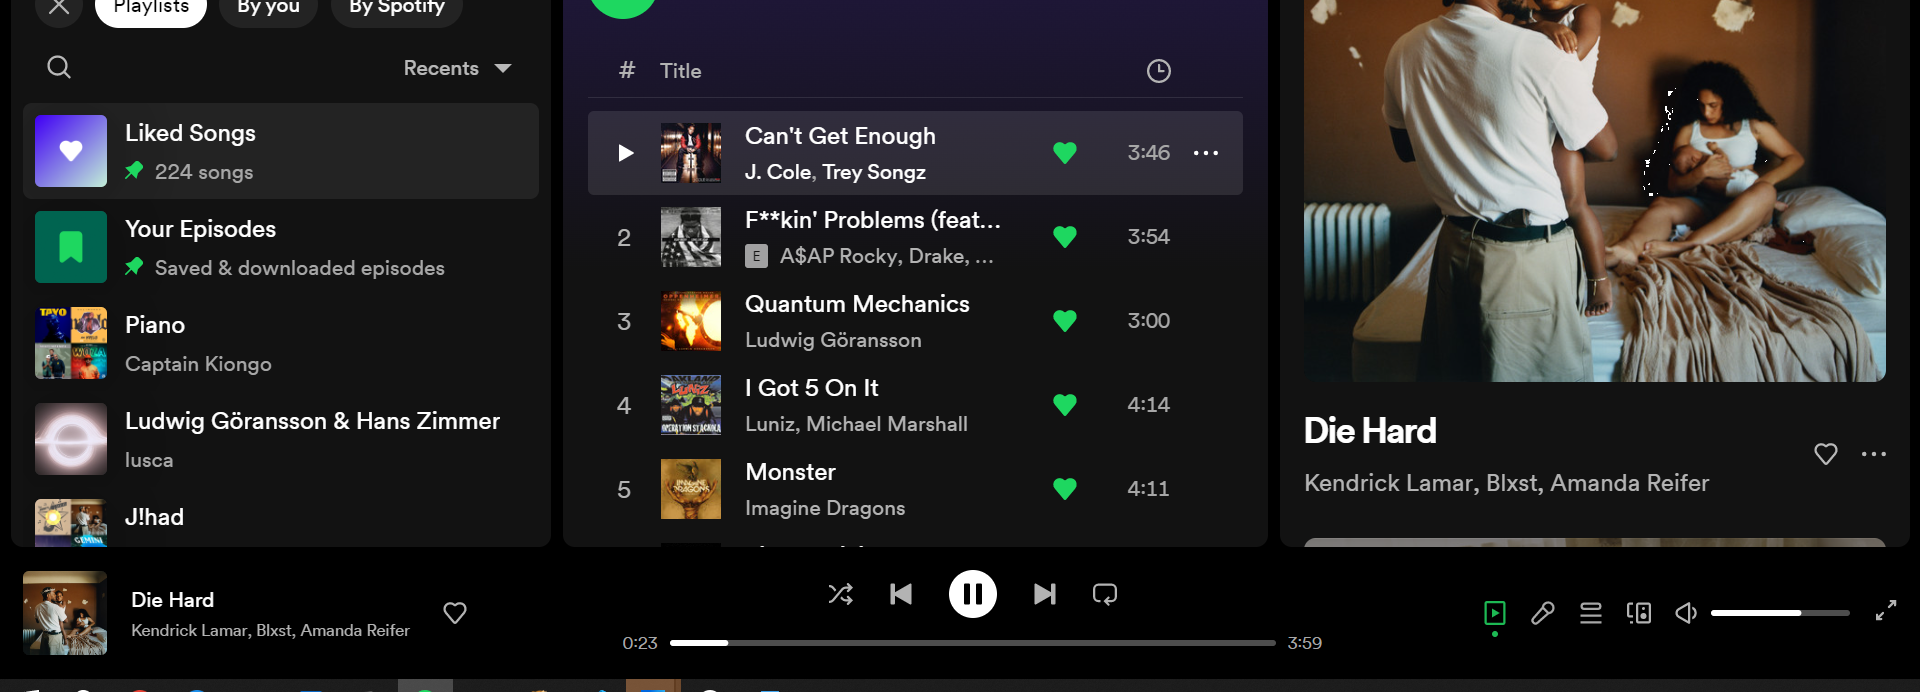 Playlists
By you
By Spotify
Recents
Liked Songs
224 songs
Your Episodes
Saved & downloaded episodes
Piano
Captain Kiongo
Ludwig Göransson & Hans Zimmer
lusca
J!had
# Title
Can't Get Enough
J. Cole, Trey Songz
3:46
2
F**kin' Problems (feat...
E A$AP Rocky, Drake, ...
3:54
3
Quantum Mechanics
Ludwig Göransson
3:00
4
I Got 5 On It
Luniz, Michael Marshall
4:14
5
Monster
Imagine Dragons
4:11
Die Hard
Kendrick Lamar, Blxst, Amanda Reifer
Die Hard
Kendrick Lamar, Blxst, Amanda Reifer
0:23
3:59